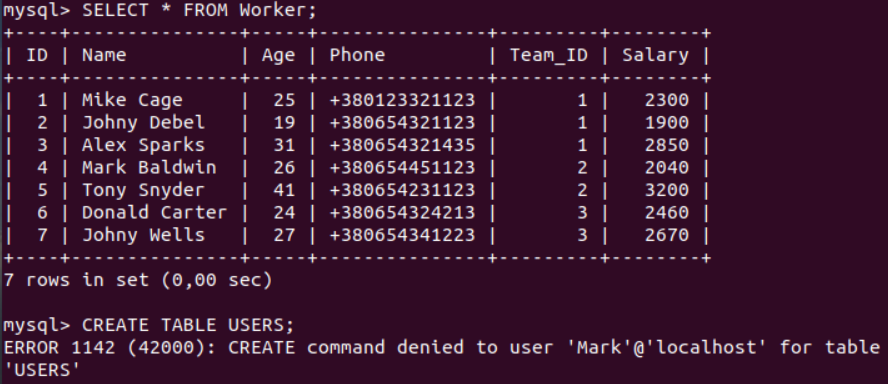 mysql> SELECT * FROM Worker;
+----+---------------+-----+---------------+---------+--------+
| ID | Name          | Age | Phone         | Team_ID | Salary |
+----+---------------+-----+---------------+---------+--------+
|  1 | Mike Cage     |  25 | +380123321123 |       1 |   2300 |
|  2 | Johny Debel   |  19 | +380654321123 |       1 |   1900 |
|  3 | Alex Sparks   |  31 | +380654321435 |       1 |   2850 |
|  4 | Mark Baldwin  |  26 | +380654451123 |       2 |   2040 |
|  5 | Tony Snyder   |  41 | +380654231123 |       2 |   3200 |
|  6 | Donald Carter |  24 | +380654324213 |       3 |   2460 |
|  7 | Johny Wells   |  27 | +380654341223 |       3 |   2670 |
+----+---------------+-----+---------------+---------+--------+
7 rows in set (0,00 sec)
mysql> CREATE TABLE USERS;
ERROR 1142 (42000): CREATE command denied to user 'Mark'@'localhost' for table
'USERS'